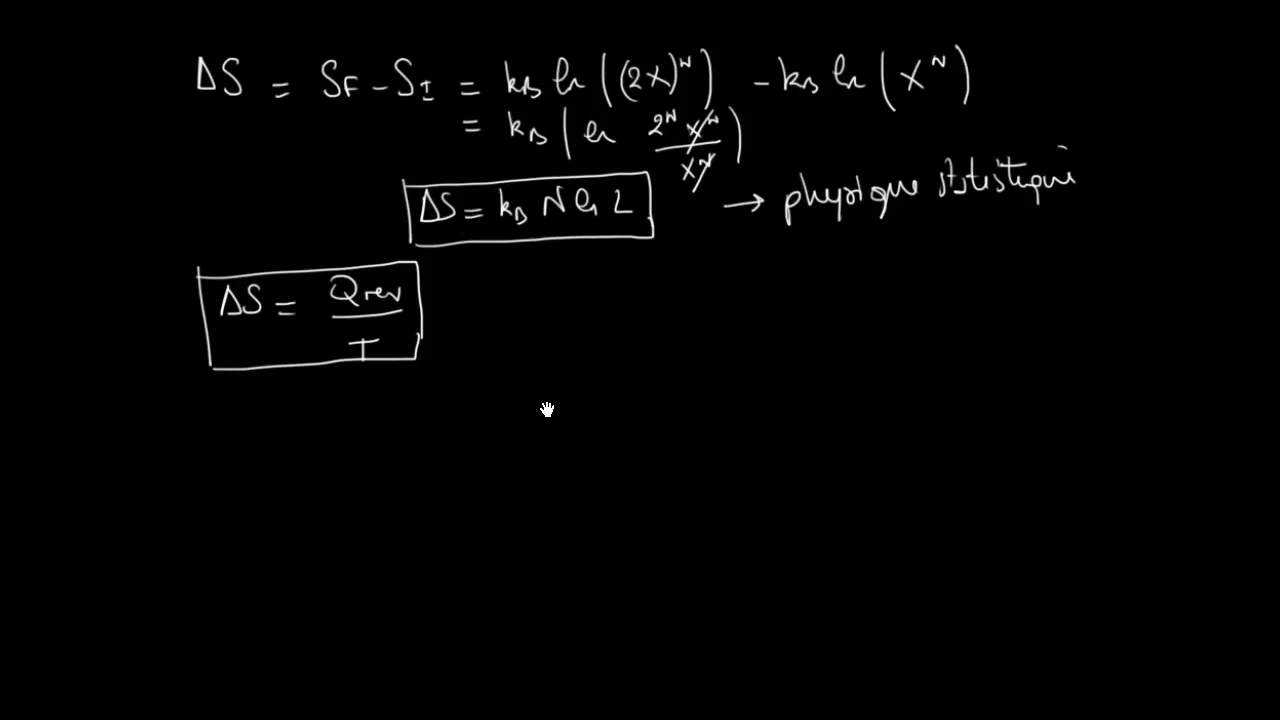 ΔS = S_F - S_I = k_B ln((2X)^N) - k_B ln(X^N)
= k_B (ln 2^N X^N / X^N)
ΔS = k_B N ln 2 → physique statistique
ΔS = Q_rev / T